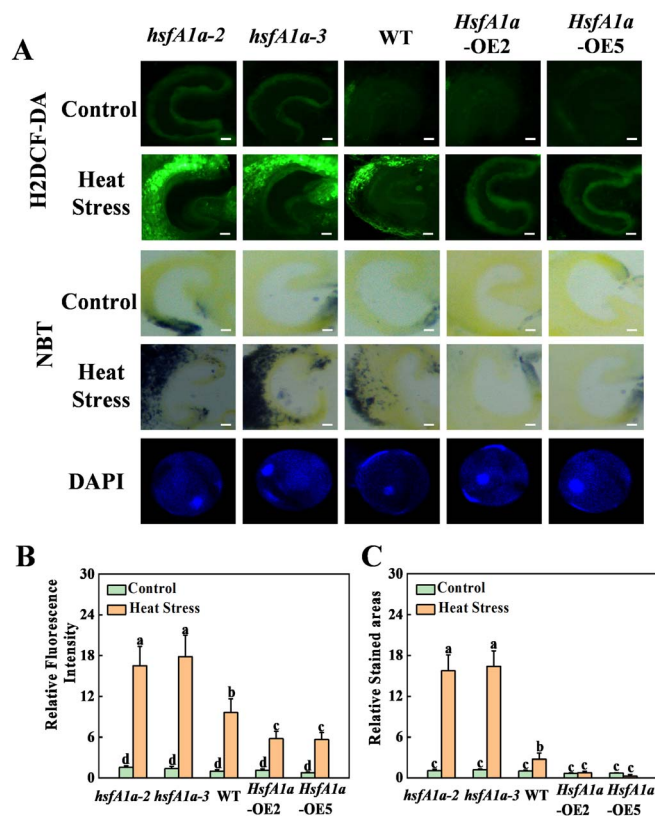 hsfA1a-2 hsfA1a-3 WT HsfA1a -OE2 HsfA1a -OE5
A
H2DCF-DA
Control
Heat Stress
NBT
Control
Heat Stress
DAPI
B
Relative Fluorescence Intensity
30
24
18
12
6
0
Control
Heat Stress
d a d a d b d c d c
hsfA1a-2 hsfA1a-3 WT HsfA1a -OE2 HsfA1a -OE5
C
Relative Stained areas
30
24
18
12
6
0
Control
Heat Stress
c a c a c b c c c c
hsfA1a-2 hsfA1a-3 WT HsfA1a -OE2 HsfA1a -OE5